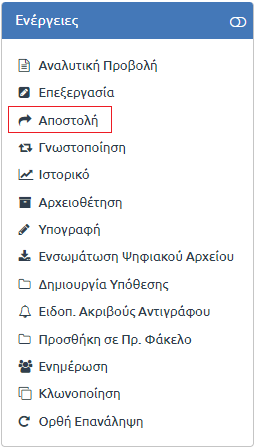 Ενέργειες
Αναλυτική Προβολή
Επεξεργασία
Αποστολή
Γνωστοποίηση
Ιστορικό
Αρχειοθέτηση
Υπογραφή
Ενσωμάτωση Ψηφιακού Αρχείου
Δημιουργία Υπόθεσης
Ειδοπ. Ακριβούς Αντιγράφου
Προσθήκη σε Πρ. Φάκελο
Ενημέρωση
Κλωνοποίηση
Ορθή Επανάληψη